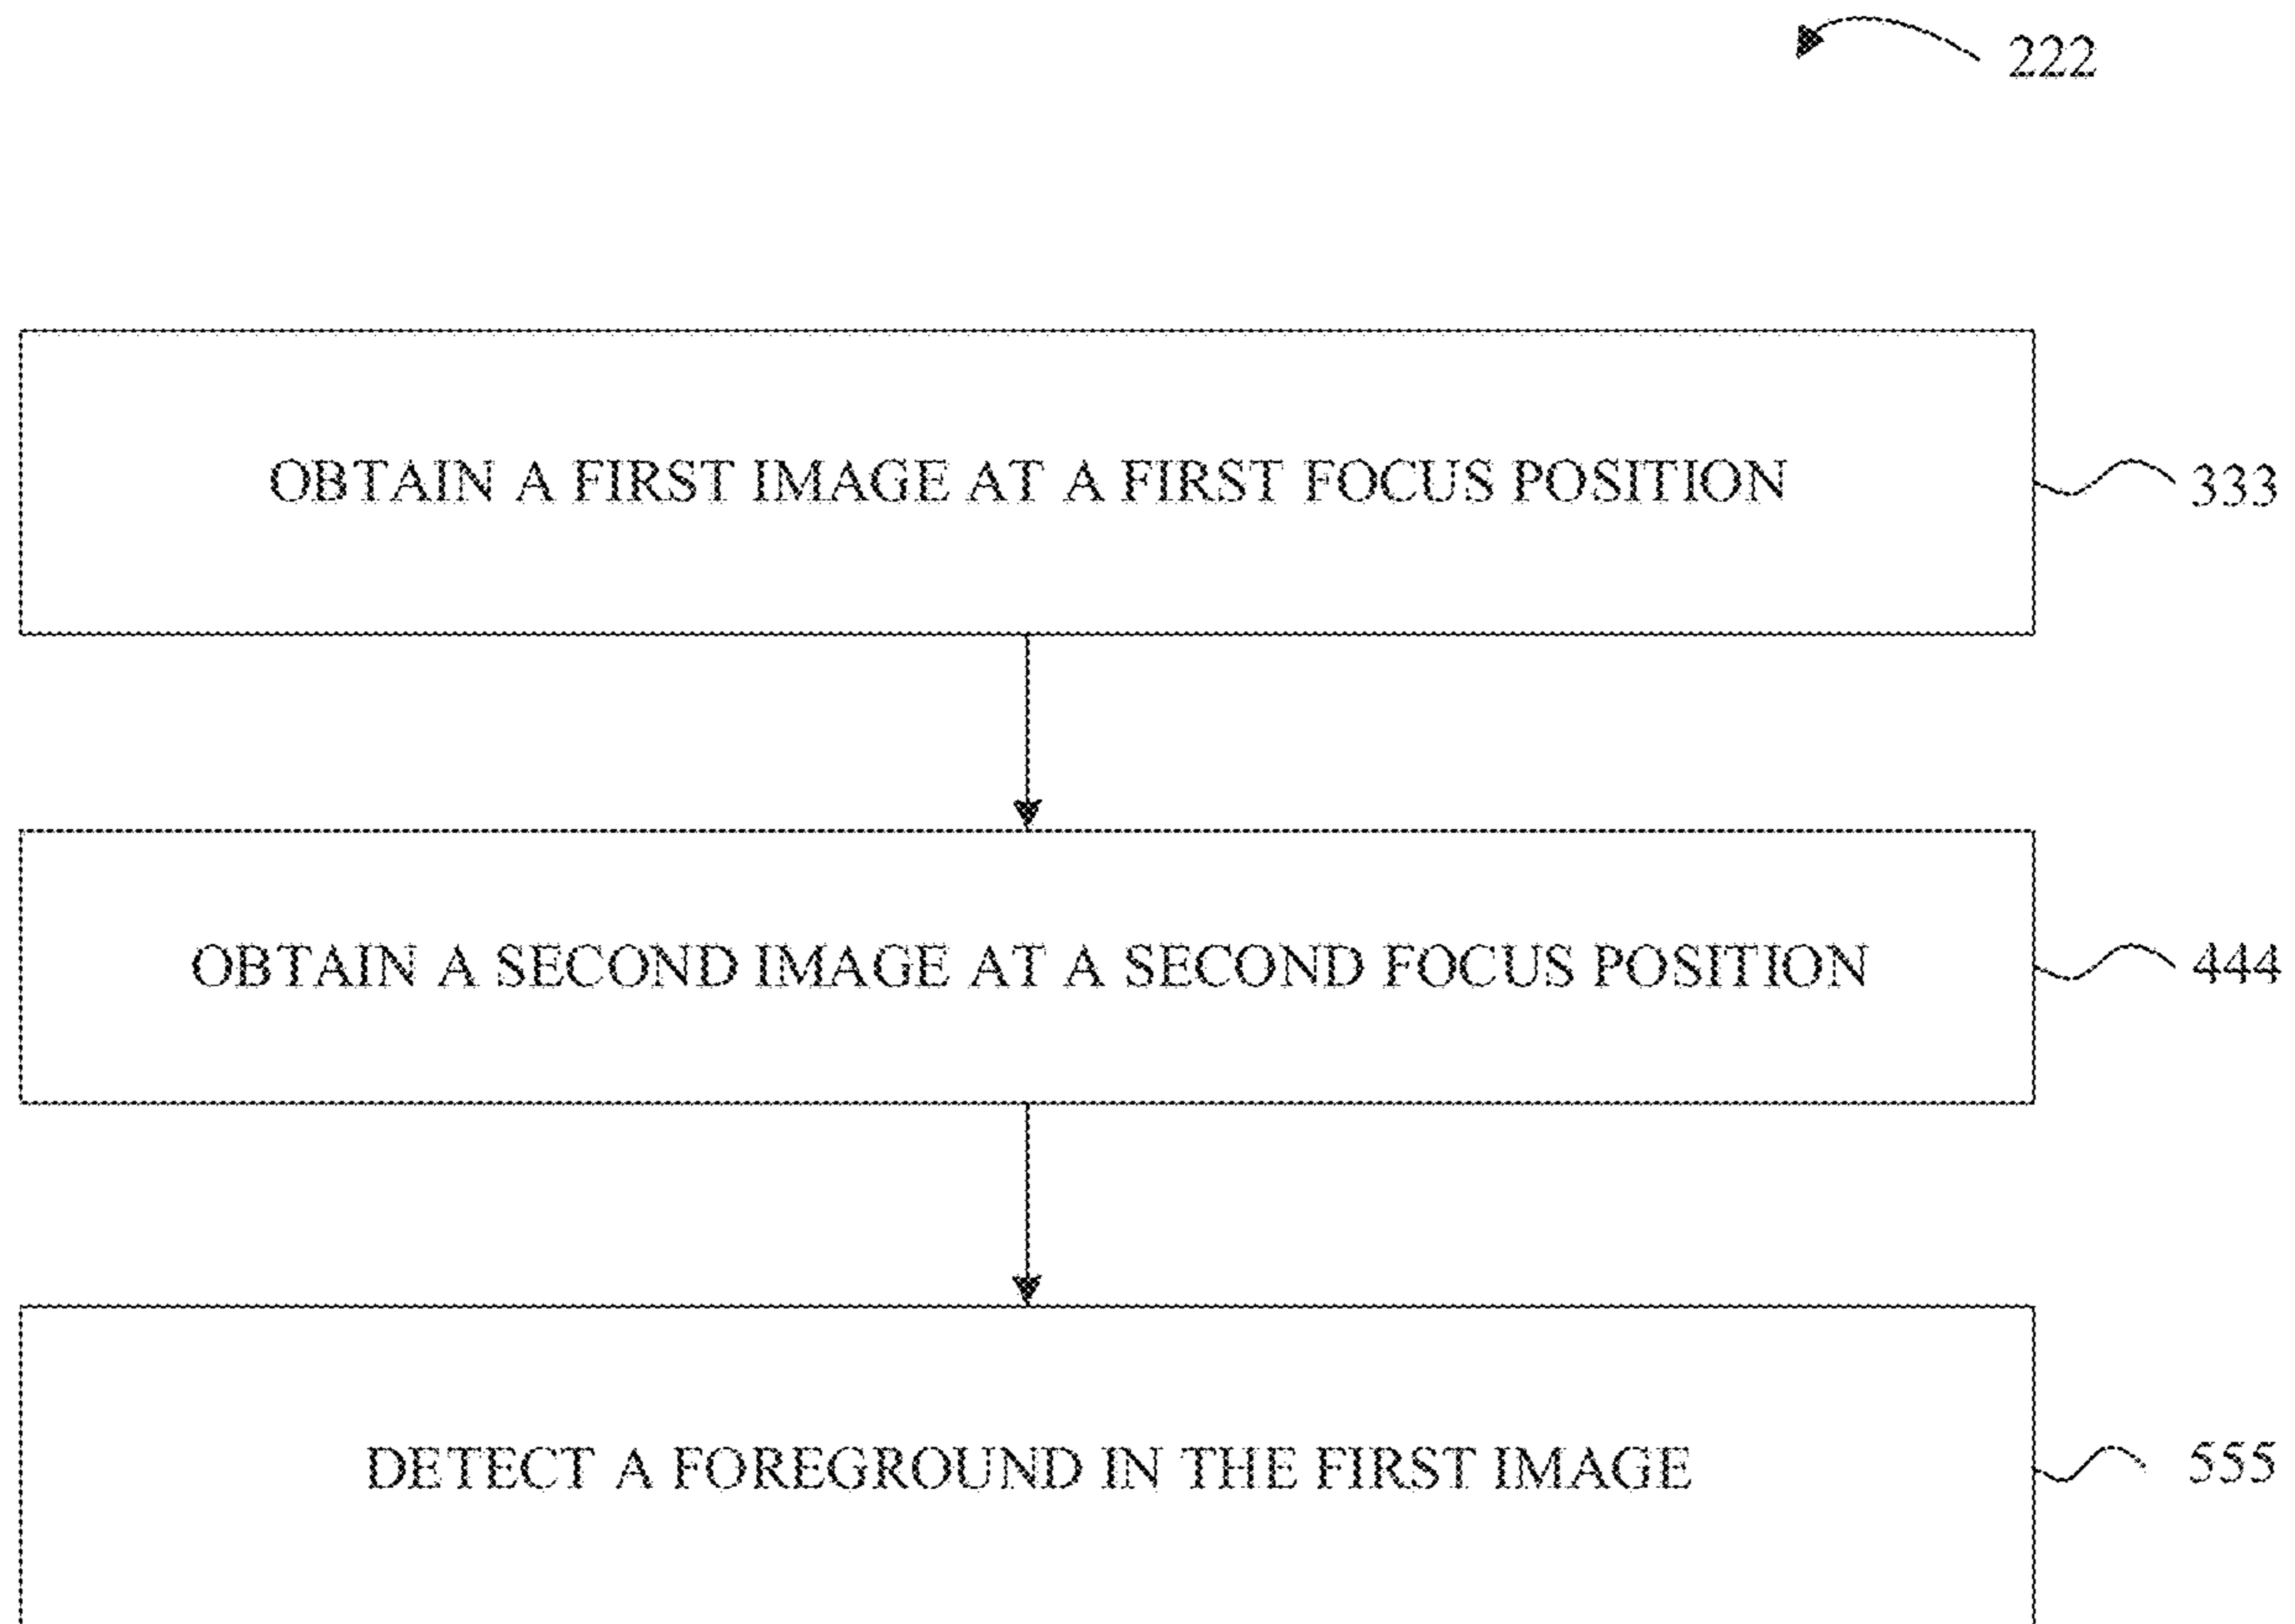 222
OBTAIN A FIRST IMAGE AT A FIRST FOCUS POSITION
333
OBTAIN A SECOND IMAGE AT A SECOND FOCUS POSITION
444
DETECT A FOREGROUND IN THE FIRST IMAGE
555